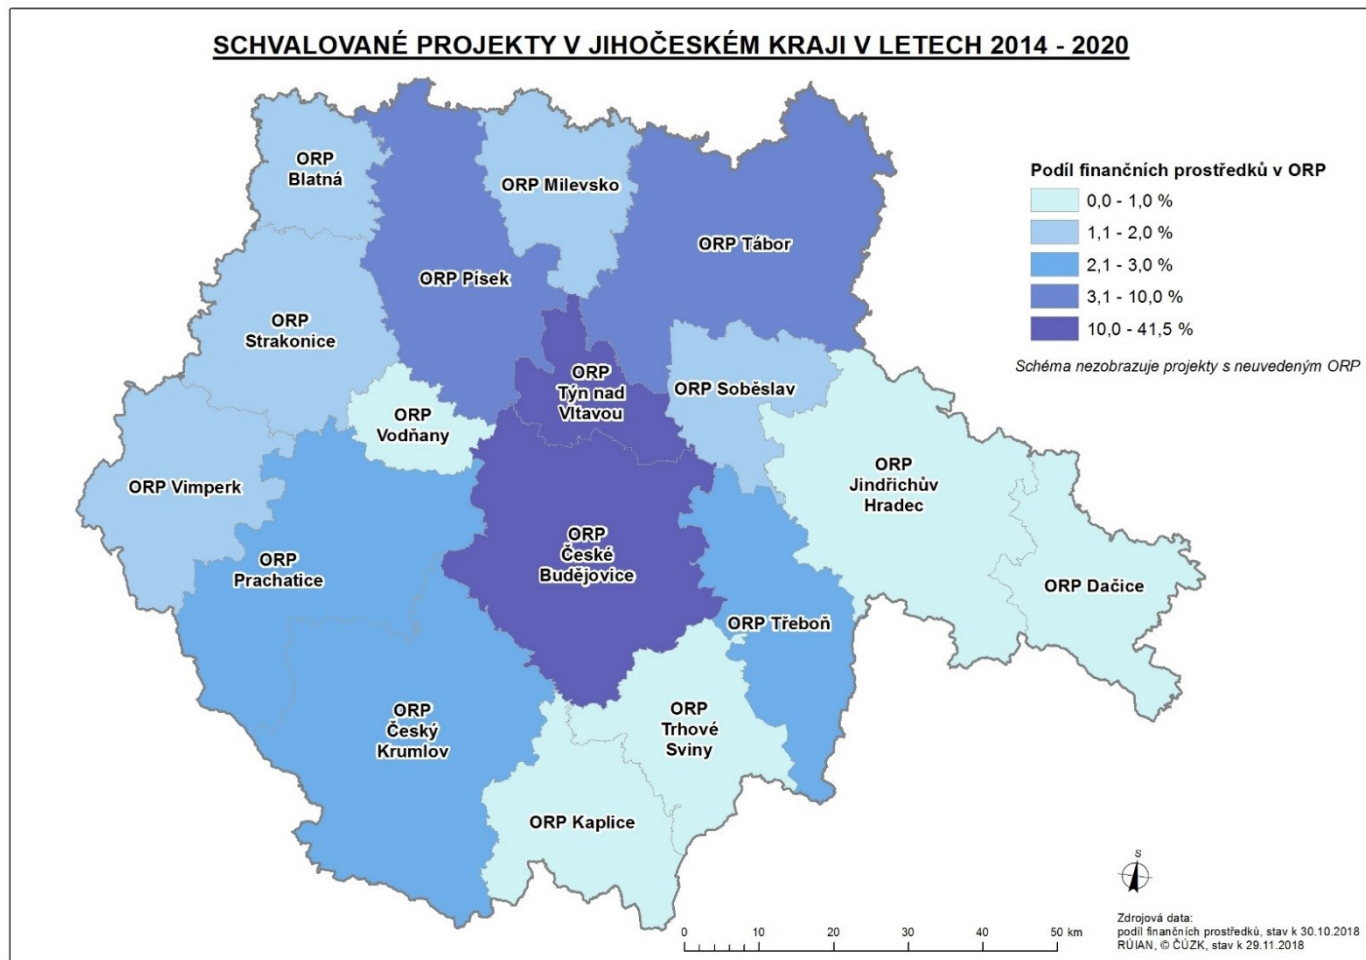 SCHVALOVANÉ PROJEKTY V JIHOČESKÉM KRAJI V LETECH 2014 - 2020
ORP
Blatná
ORP Milevsko
ORP Písek
ORP Tábor
ORP
Strakonice
ORP
Týn nad
Vltavou
ORP Soběslav
ORP
Vodňany
ORP Vimperk
ORP
Jindřichův
Hradec
ORP
Prachatice
ORP
České
Budějovice
ORP Dačice
ORP Třeboň
ORP
Český
Krumlov
ORP
Trhové
Sviny
ORP Kaplice
Podíl finančních prostředků v ORP
0,0 - 1,0 %
1,1 - 2,0 %
2,1 - 3,0 %
3,1 - 10,0 %
10,0 - 41,5 %
Schéma nezobrazuje projekty s neuvedeným ORP
S
0 10 20 30 40 50 km
Zdrojová data:
podíl finančních prostředků, stav k 30.10.2018
RÚIAN, © ČÚZK, stav k 29.11.2018